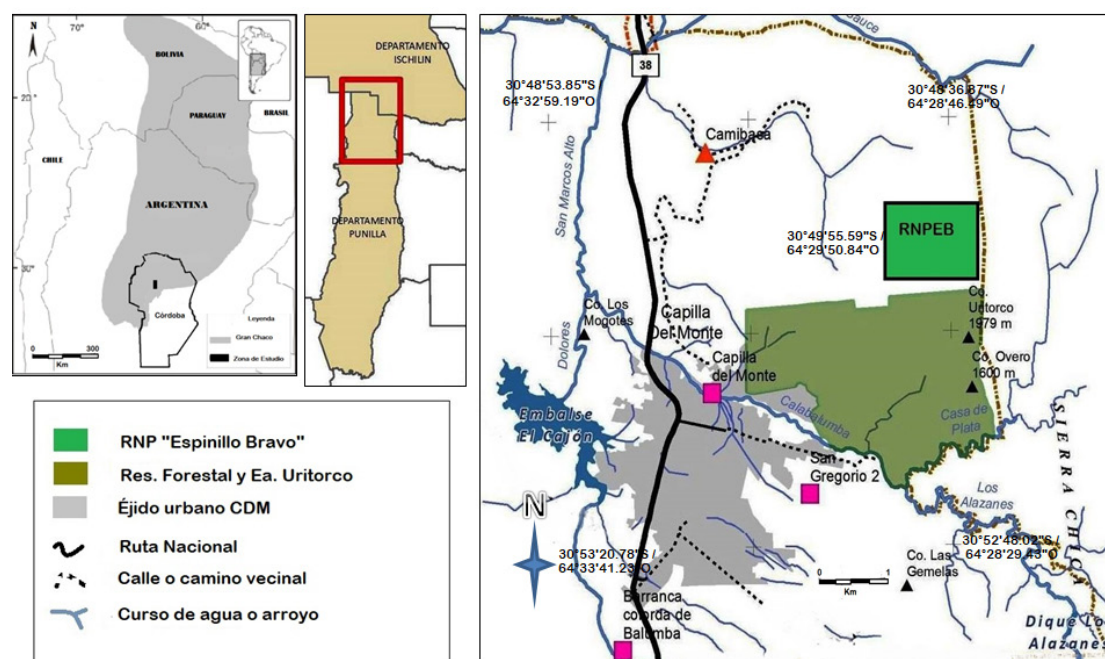 70°
60°
N
BOLIVIA
20°
PARAGUAY
BRASIL
CHILE
ARGENTINA
30°
Córdoba
Leyenda
Gran Chaco
Zona de Estudio
0
300
Km
DEPARTAMENTO
ISCHILIN
DEPARTAMENTO
PUNILLA
RNP "Espinillo Bravo"
Res. Forestal y Ea. Uritorco
Éjido urbano CDM
Ruta Nacional
Calle o camino vecinal
Curso de agua o arroyo
38
Sauce
30°48'53.85"S /
64°32'59.19"O
30°48'36.87"S /
64°28'46.49"O
Camibasa
San Marcos Alto
RNPEB
30°49'55.59"S /
64°29'50.84"O
Co. Los
Mogotes
Dolores
Capilla
Del Monte
Capilla
del Monte
Co.
1979 m
Co. Overo
1600 m
Calabalumba
Casa de
Plata
Embalse
El Cajón
San
Gregorio 2
Los
Alazanes
SIERRA CHIC
N
30°53'20.78"S /
64°33'41.23"O
30°52'48.02"S /
64°28'29.43"O
Co. Las
Gemelas
0
1
Km
Barranca
colorda de
Balumba
Dique Lo
Alazanes